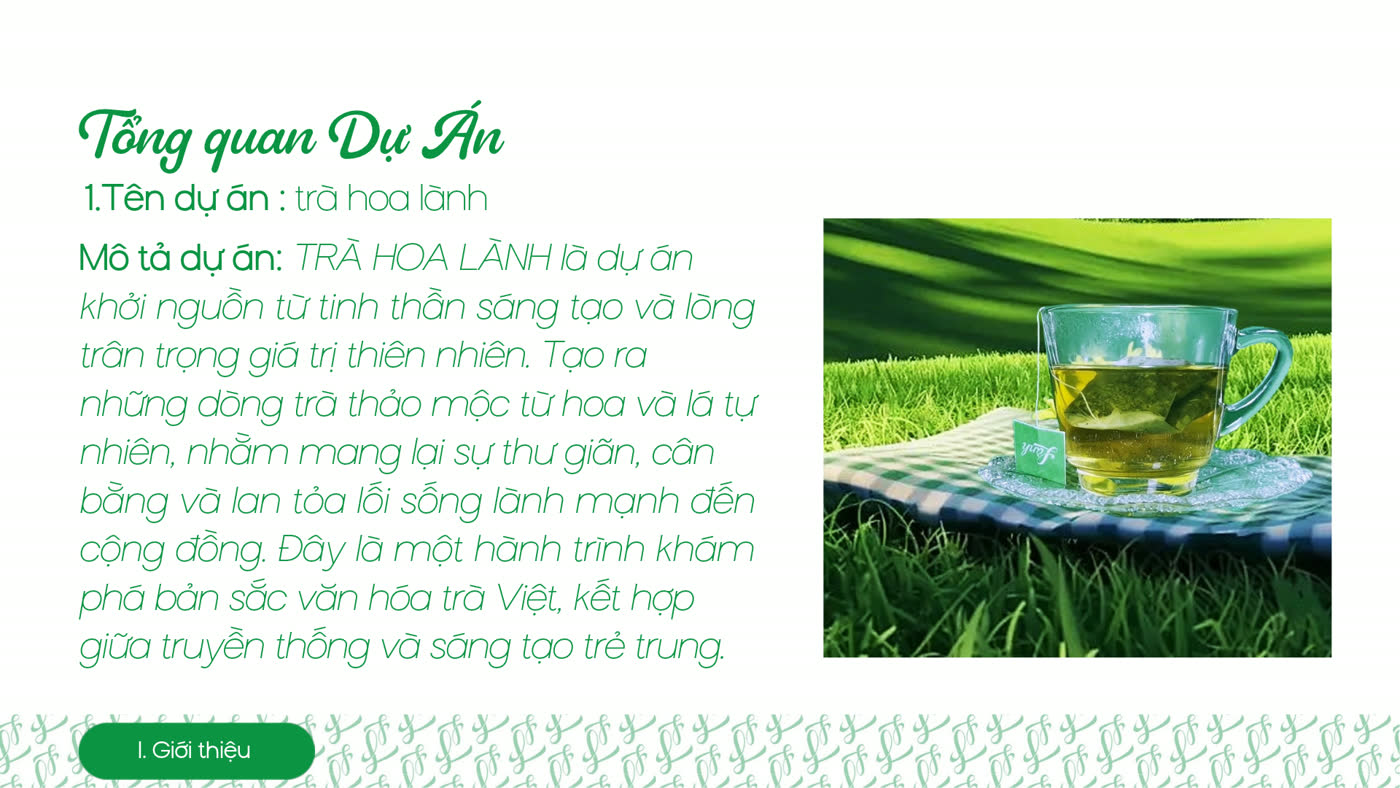 Tổng quan Dự Án
1.Tên dự án : trà hoa lành
Mô tả dự án: TRÀ HOA LÀNH là dự án
khởi nguồn từ tinh thần sáng tạo và lòng
trân trọng giá trị thiên nhiên. Tạo ra
những dòng trà thảo mộc từ hoa và lá tự
nhiên, nhằm mang lại sự thư giãn, cân
bằng và lan tỏa lối sống lành mạnh đến
cộng đồng. Đây là một hành trình khám
phá bản sắc văn hóa trà Việt, kết hợp
giữa truyền thống và sáng tạo trẻ trung.
Lành
I. Giới thiệu